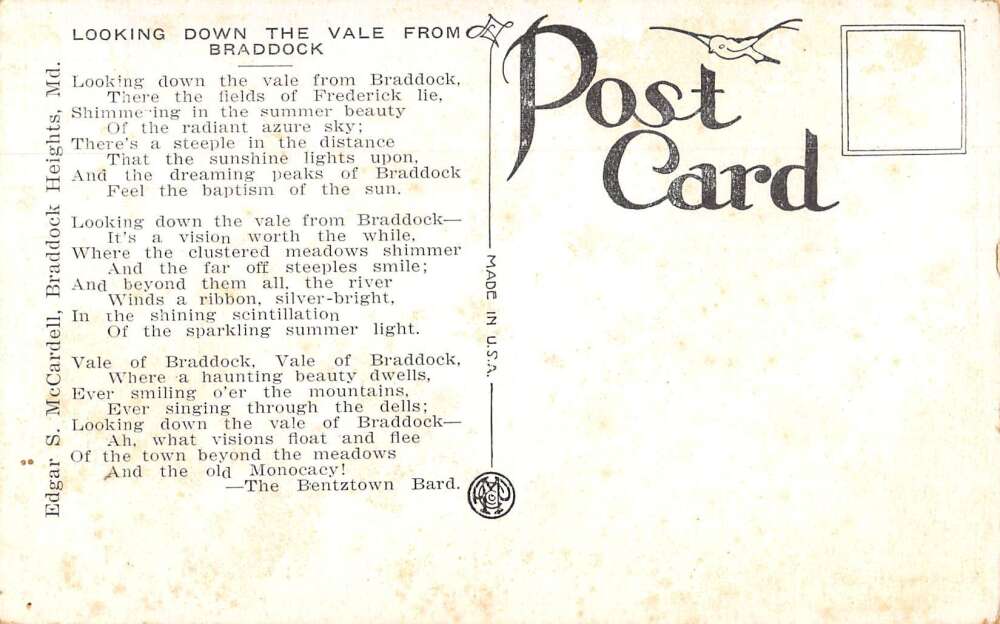 LOOKING DOWN THE VALE FROM
BRADDOCK
Looking down the vale from Braddock,
There the fields of Frederick lie,
Shimme ing in the summer beauty
Of the radiant azure sky;
There's a steeple in the distance
That the sunshine lights upon,
And the dreaming peaks of Braddock
Feel the baptism of the sun.
Looking down the vale from Braddock—
It's a vision worth the while,
Where the clustered meadows shimmer
And the far off steeples smile;
And beyond them all, the river
Winds a ribbon, silver-bright,
In the shining scintillation
Of the sparkling summer light.
Vale of Braddock, Vale of Braddock,
Where a haunting beauty dwells,
Ever smiling o'er the mountains,
Ever singing through the dells;
Looking down the vale of Braddock—
Ah, what visions float and flee
Of the town beyond the meadows
And the old Monocacy!
—The Bentztown Bard.
Edgar S. McCardell, Braddock Heights, Md.
MADE IN U.S.A.
Post
Card